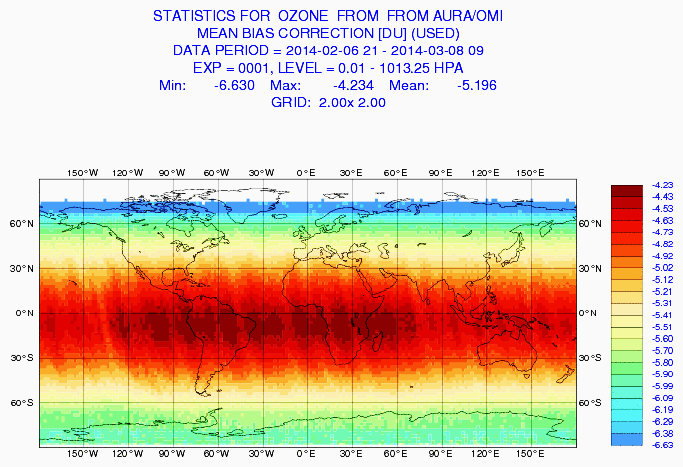 STATISTICS FOR OZONE FROM FROM AURA/OMI
MEAN BIAS CORRECTION [DU] (USED)
DATA PERIOD = 2014-02-06 21 - 2014-03-08 09
EXP = 0001, LEVEL = 0.01 - 1013.25 HPA
Min: -6.630 Max: -4.234 Mean: -5.196
GRID: 2.00x 2.00
150°W 120°W 90°W 60°W 30°W 0°E 30°E 60°E 90°E 120°E 150°E
60°N 60°N
30°N 30°N
0°N 0°N
30°S 30°S
60°S 60°S
150°W 120°W 90°W 60°W 30°W 0°E 30°E 60°E 90°E 120°E 150°E
-4.23
-4.43
-4.53
-4.63
-4.73
-4.82
-4.92
-5.02
-5.12
-5.21
-5.31
-5.41
-5.51
-5.60
-5.70
-5.80
-5.90
-5.99
-6.09
-6.19
-6.29
-6.38
-6.63